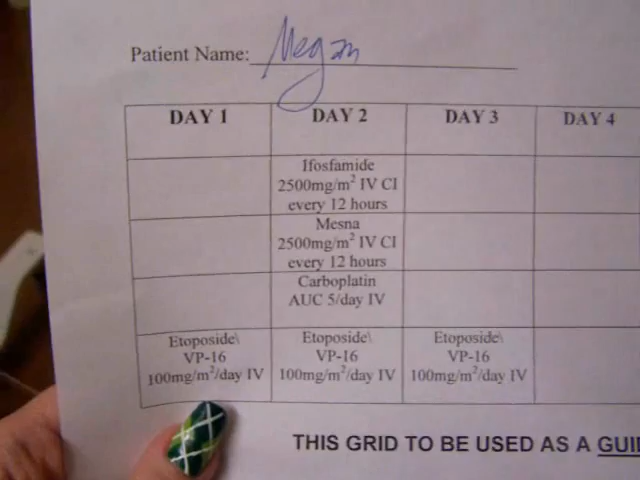 Patient Name: Megan
DAY 1 DAY 2 DAY 3 DAY 4
Ifosfamide
2500mg/m² IV CI
every 12 hours
Mesna
2500mg/m² IV CI
every 12 hours
Carboplatin
AUC 5/day IV
Etoposide\ Etoposide\ Etoposide\
VP-16 VP-16 VP-16
100mg/m²/day IV 100mg/m²/day IV 100mg/m²/day IV
THIS GRID TO BE USED AS A GUI